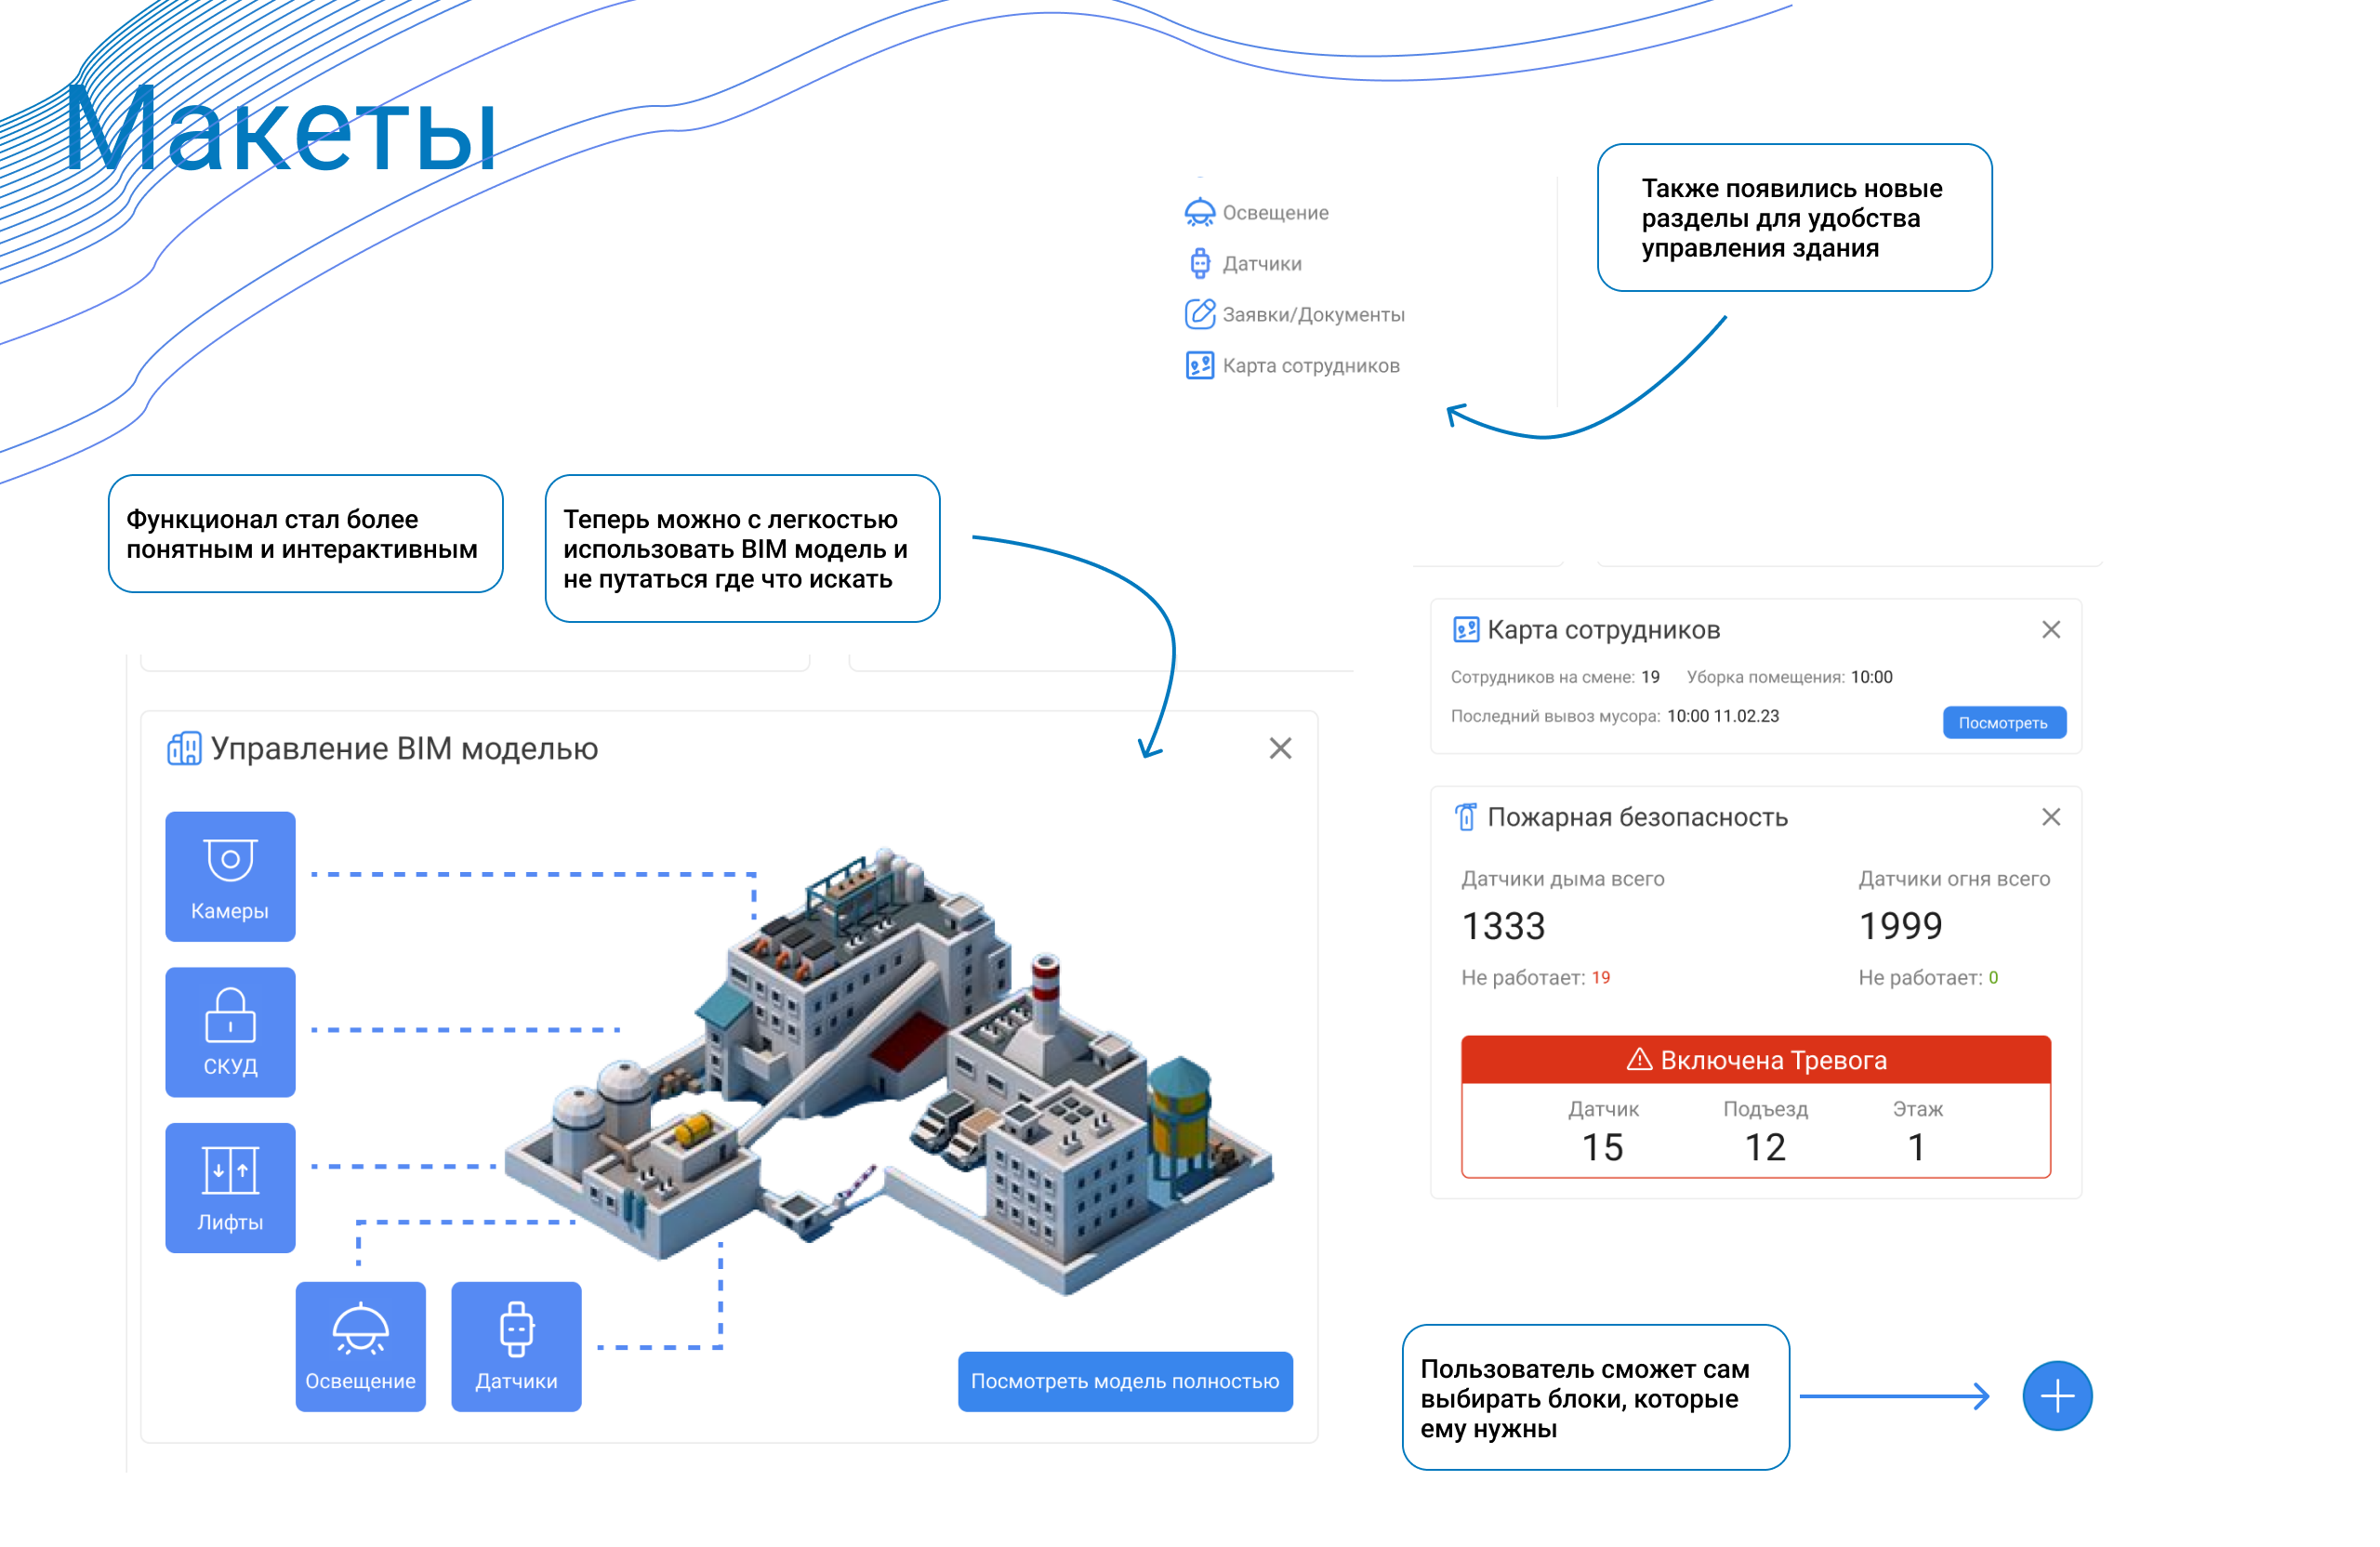 Макеты
Освещение
Датчики
Заявки/Документы
Карта сотрудников
Также появились новые
разделы для удобства
управления здания
Функционал стал более
понятным и интерактивным
Теперь можно с легкостью
использовать BIM модель и
не путаться где что искать
Управление BIM моделью
Камеры
СКУД
Лифты
Освещение
Датчики
Посмотреть модель полностью
Карта сотрудников
Сотрудников на смене: 19 Уборка помещения: 10:00
Последний вывоз мусора: 10:00 11.02.23
Посмотреть
Пожарная безопасность
Датчики дыма всего Датчики огня всего
1333 1999
Не работает: 19 Не работает: 0
Включена Тревога
Датчик Подъезд Этаж
15 12 1
Пользователь сможет сам
выбирать блоки, которые
ему нужны